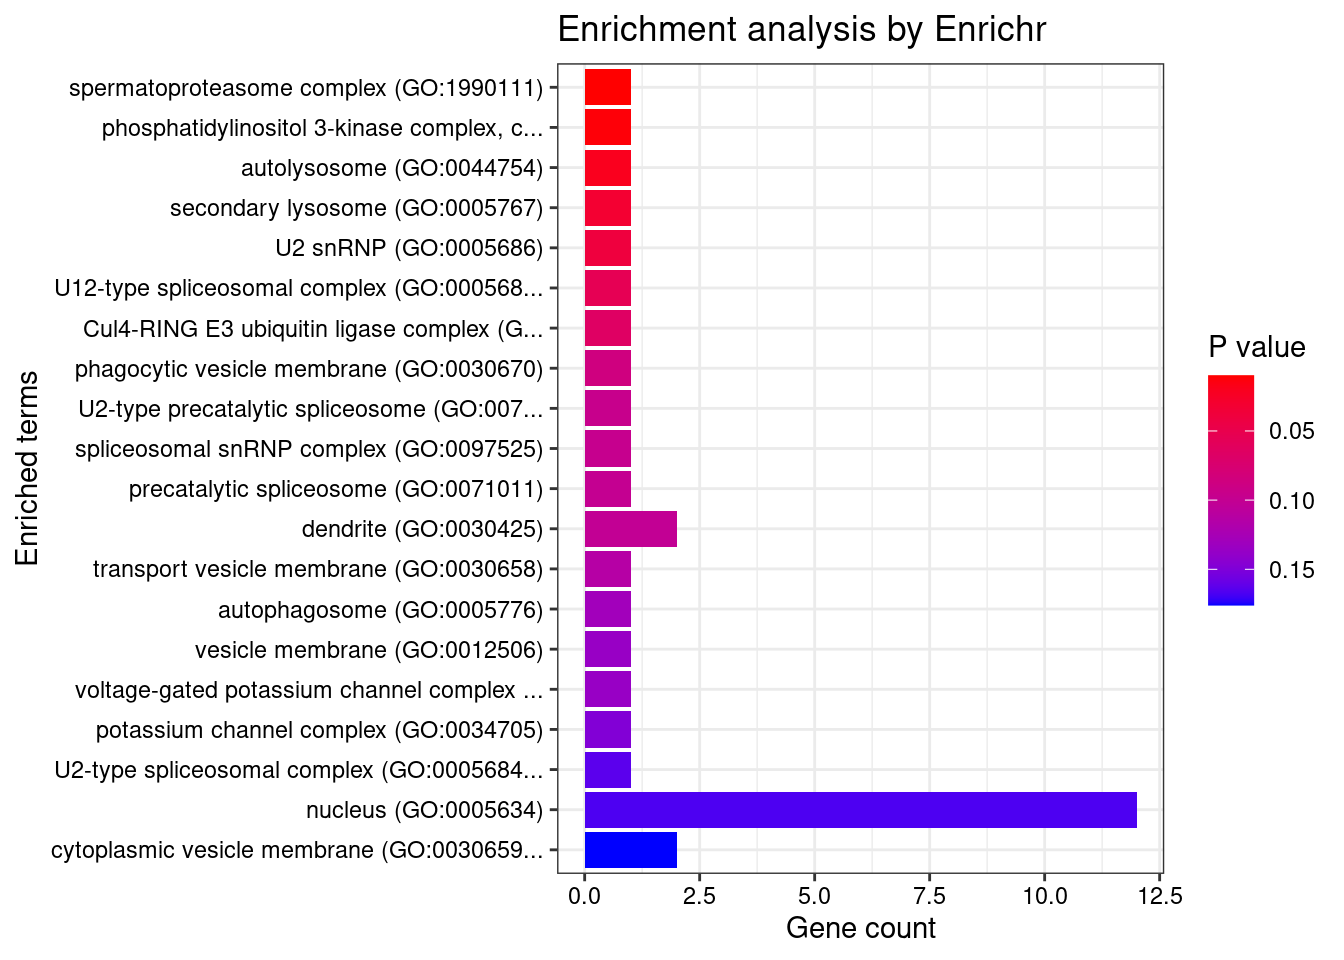 Enrichment analysis by Enrichr
spermatoproteasome complex (GO:1990111)
phosphatidylinositol 3-kinase complex, c...
autolysosome (GO:0044754)
secondary lysosome (GO:0005767)
U2 snRNP (GO:0005686)
U12-type spliceosomal complex (GO:000568...
Cul4-RING E3 ubiquitin ligase complex (G...
phagocytic vesicle membrane (GO:0030670)
U2-type precatalytic spliceosome (GO:007...
spliceosomal snRNP complex (GO:0097525)
precatalytic spliceosome (GO:0071011)
dendrite (GO:0030425)
transport vesicle membrane (GO:0030658)
autophagosome (GO:0005776)
vesicle membrane (GO:0012506)
voltage-gated potassium channel complex ...
potassium channel complex (GO:0034705)
U2-type spliceosomal complex (GO:0005684...
nucleus (GO:0005634)
cytoplasmic vesicle membrane (GO:0030659...
Enriched terms
0.0 2.5 5.0 7.5 10.0 12.5
Gene count
P value
0.05
0.10
0.15